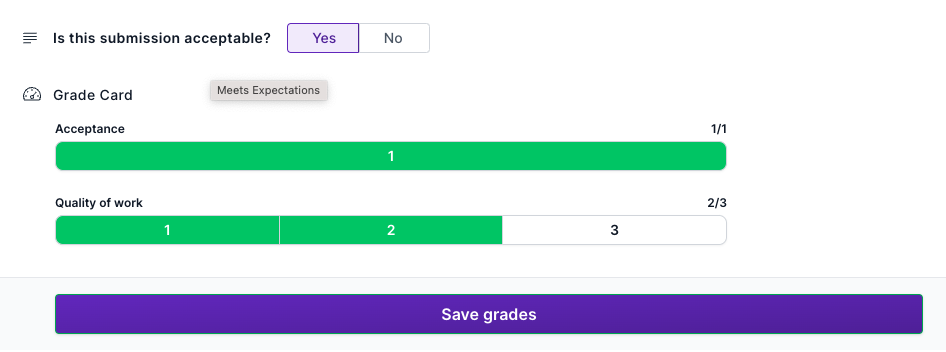 Is this submission acceptable? Yes No
Meets Expectations
Grade Card
Acceptance 1/1
1
Quality of work 2/3
1 2 3
Save grades